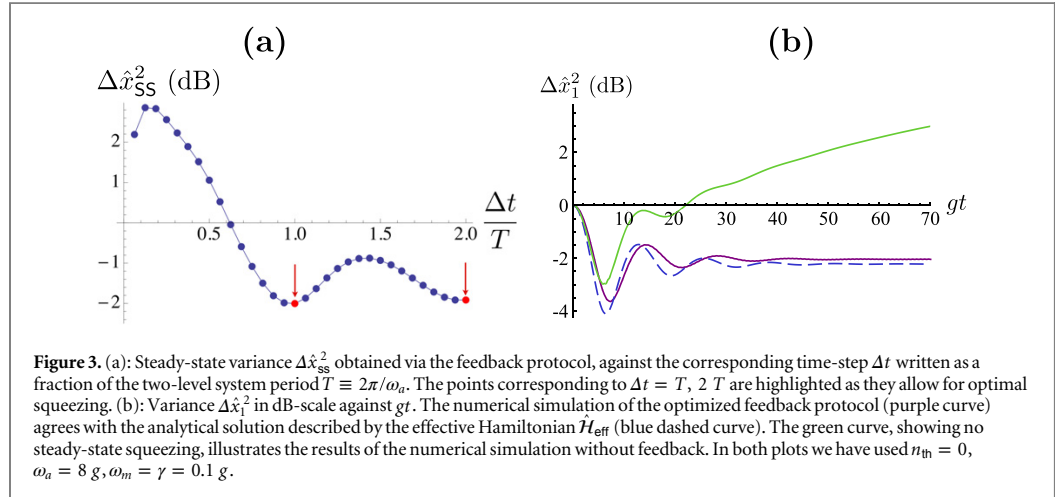 (a)
(b)
Δx̂²_SS (dB)
Δx̂₁² (dB)
2
1
−1
−2
0.5
1.0
1.5
2.0
Δt
T
2
0
-2
-4
10
20
30
40
50
60
70
gt
Figure 3. (a): Steady-state variance Δx̂_ss² obtained via the feedback protocol, against the corresponding time-step Δt written as a
fraction of the two-level system period T ≡ 2π/ω_a. The points corresponding to Δt = T, 2 T are highlighted as they allow for optimal
squeezing. (b): Variance Δx̂₁² in dB-scale against gt. The numerical simulation of the optimized feedback protocol (purple curve)
agrees with the analytical solution described by the effective Hamiltonian Ĥ_eff (blue dashed curve). The green curve, showing no
steady-state squeezing, illustrates the results of the numerical simulation without feedback. In both plots we have used n_th = 0,
ω_a = 8 g, ω_m = γ = 0.1 g.